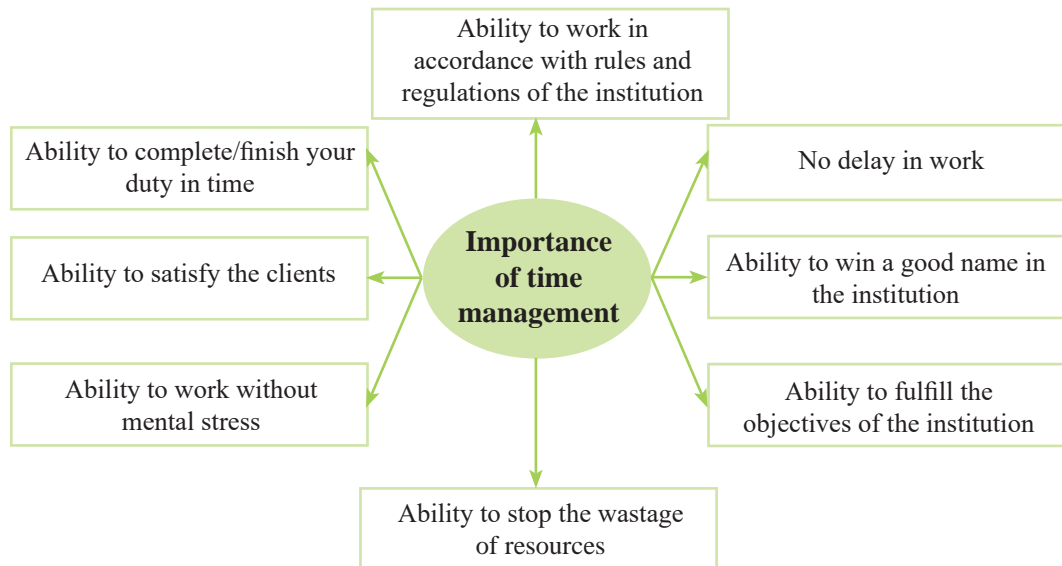 Ability to work in
accordance with rules and
regulations of the institution
Ability to complete/finish your
duty in time
No delay in work
Importance
of time
management
Ability to satisfy the clients
Ability to win a good name in
the institution
Ability to work without
mental stress
Ability to fulfill the
objectives of the institution
Ability to stop the wastage
of resources